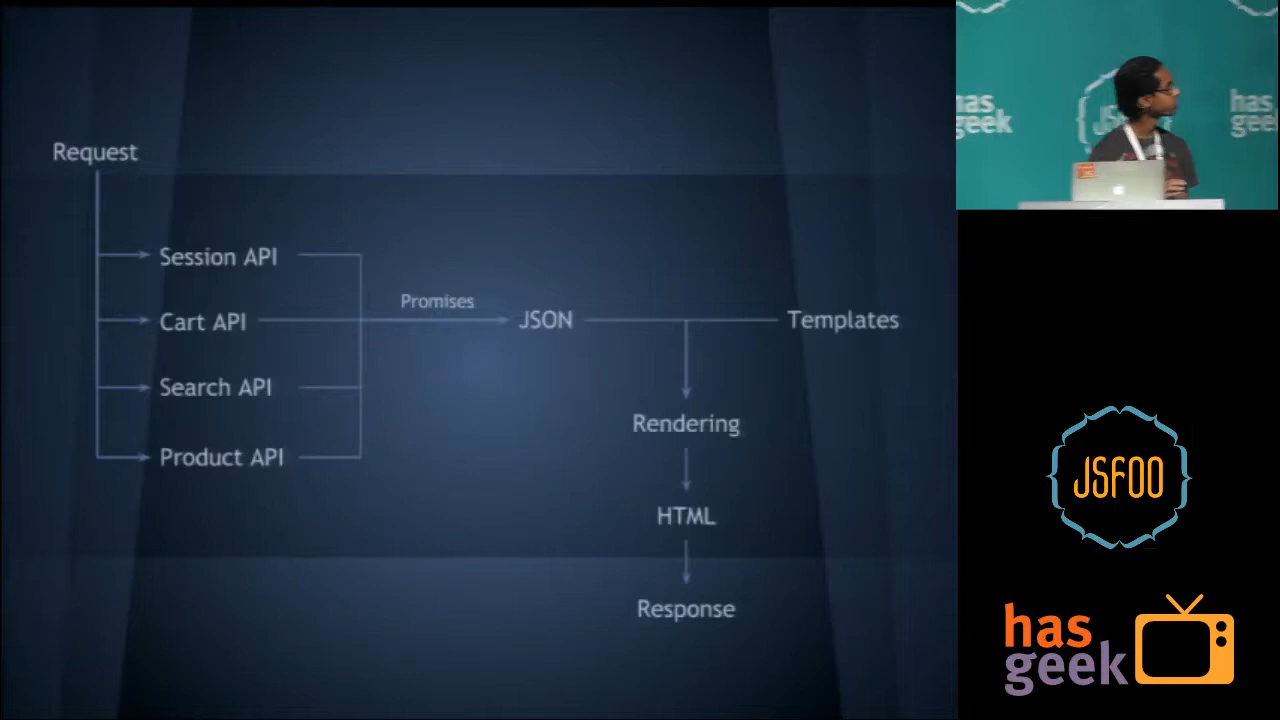 Request
Session API
Cart API
Search API
Product API
Promises
JSON
Templates
Rendering
HTML
Response
has
geek
JSFOO
has
geek
JSFOO
has
geek